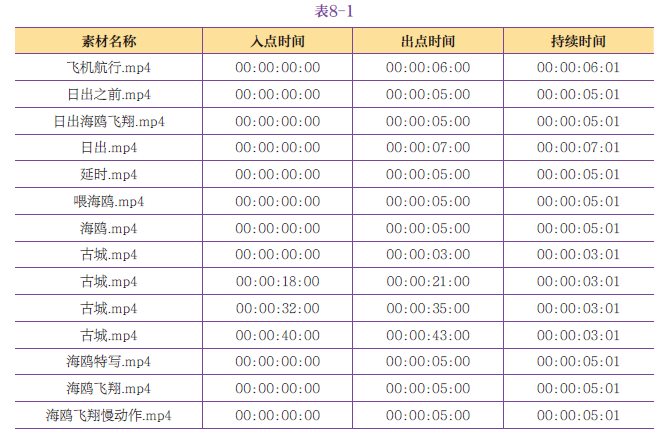 表8-1
素材名称 入点时间 出点时间 持续时间
飞机航行.mp4 00:00:00:00 00:00:06:00 00:00:06:01
日出之前.mp4 00:00:00:00 00:00:05:00 00:00:05:01
日出海鸥飞翔.mp4 00:00:00:00 00:00:05:00 00:00:05:01
日出.mp4 00:00:00:00 00:00:07:00 00:00:07:01
延时.mp4 00:00:00:00 00:00:05:00 00:00:05:01
喂海鸥.mp4 00:00:00:00 00:00:05:00 00:00:05:01
海鸥.mp4 00:00:00:00 00:00:05:00 00:00:05:01
古城.mp4 00:00:00:00 00:00:03:00 00:00:03:01
古城.mp4 00:00:18:00 00:00:21:00 00:00:03:01
古城.mp4 00:00:32:00 00:00:35:00 00:00:03:01
古城.mp4 00:00:40:00 00:00:43:00 00:00:03:01
海鸥特写.mp4 00:00:00:00 00:00:05:00 00:00:05:01
海鸥飞翔.mp4 00:00:00:00 00:00:05:00 00:00:05:01
海鸥飞翔慢动作.mp4 00:00:00:00 00:00:05:00 00:00:05:01